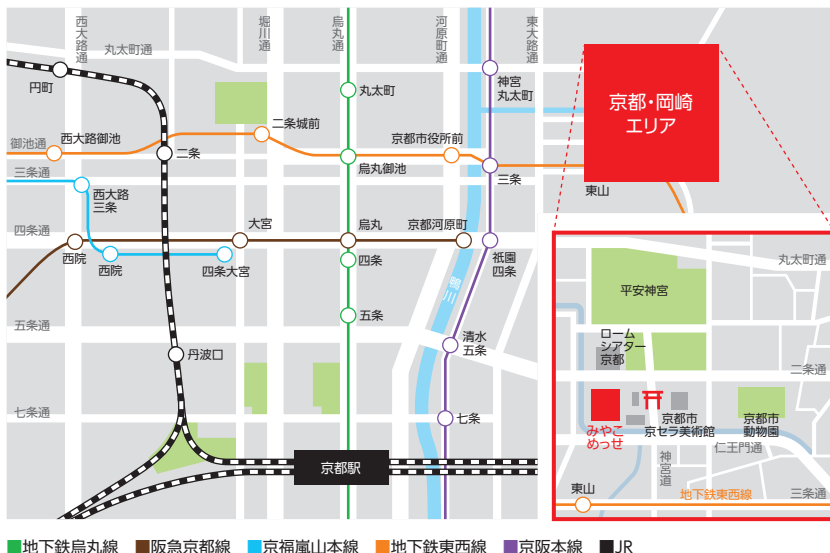 西大路通
堀川通
烏丸通
河原町通
東大路通
丸太町通
円町
丸太町
神宮
丸太町
京都・岡崎
エリア
御池通
西大路御池
二条城前
京都市役所前
二条
烏丸御池
三条
三条通
東山
西大路
三条
四条通
大宮
烏丸
京都河原町
西院
西院
四条大宮
四条
祇園
四条
五条通
五条
清水
五条
丹波口
七条通
七条
京都駅
丸太町通
平安神宮
ローム
シアター
京都
二条通
みやこ
めっせ
京都市
京セラ美術館
京都市
動物園
仁王門通
神宮道
東山
地下鉄東西線
三条通
地下鉄烏丸線
阪急京都線
京福嵐山本線
地下鉄東西線
京阪本線
JR